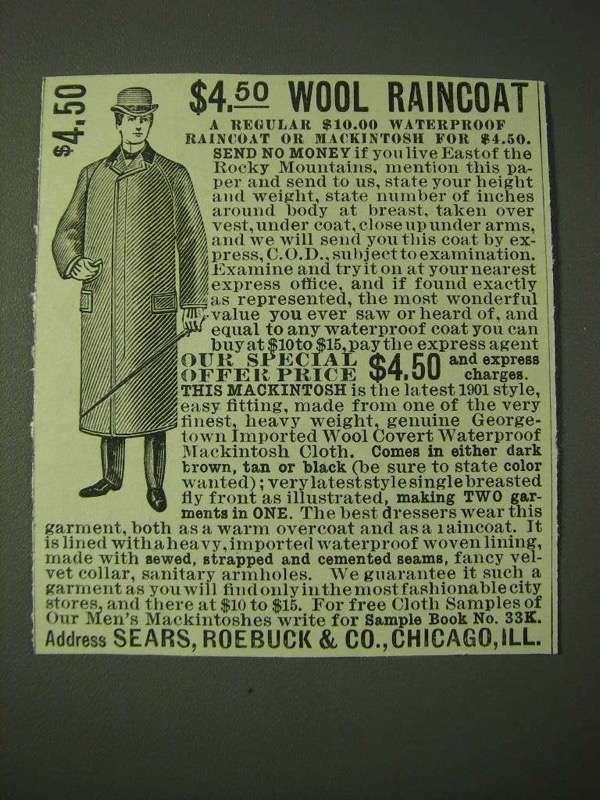 $4.50
$4.50 WOOL RAINCOAT
A REGULAR $10.00 WATERPROOF
RAINCOAT OR MACKINTOSH FOR $4.50.
SEND NO MONEY if you live East of the
Rocky Mountains, mention this pa-
per and send to us, state your height
and weight, state number of inches
around body at breast, taken over
vest, under coat, close up under arms,
and we will send you this coat by ex-
press, C.O.D., subject to examination.
Examine and try it on at your nearest
express office, and if found exactly
as represented, the most wonderful
value you ever saw or heard of, and
equal to any waterproof coat you can
buy at $10 to $15, pay the express agent
OUR SPECIAL OFFER PRICE $4.50 and express charges.
THIS MACKINTOSH is the latest 1901 style,
easy fitting, made from one of the very
finest, heavy weight, genuine George-
town Imported Wool Covert Waterproof
Mackintosh Cloth. Comes in either dark
brown, tan or black (be sure to state color
wanted); very latest style single breasted
fly front as illustrated, making TWO gar-
ments in ONE. The best dressers wear this
garment, both as a warm overcoat and as a raincoat. It
is lined with a heavy, imported waterproof woven lining,
made with sewed, strapped and cemented seams, fancy vel-
vet collar, sanitary armholes. We guarantee it such a
garment as you will find only in the most fashionable city
stores, and there at $10 to $15. For free Cloth Samples of
Our Men's Mackintoshes write for Sample Book No. 33K.
Address SEARS, ROEBUCK & CO., CHICAGO, ILL.